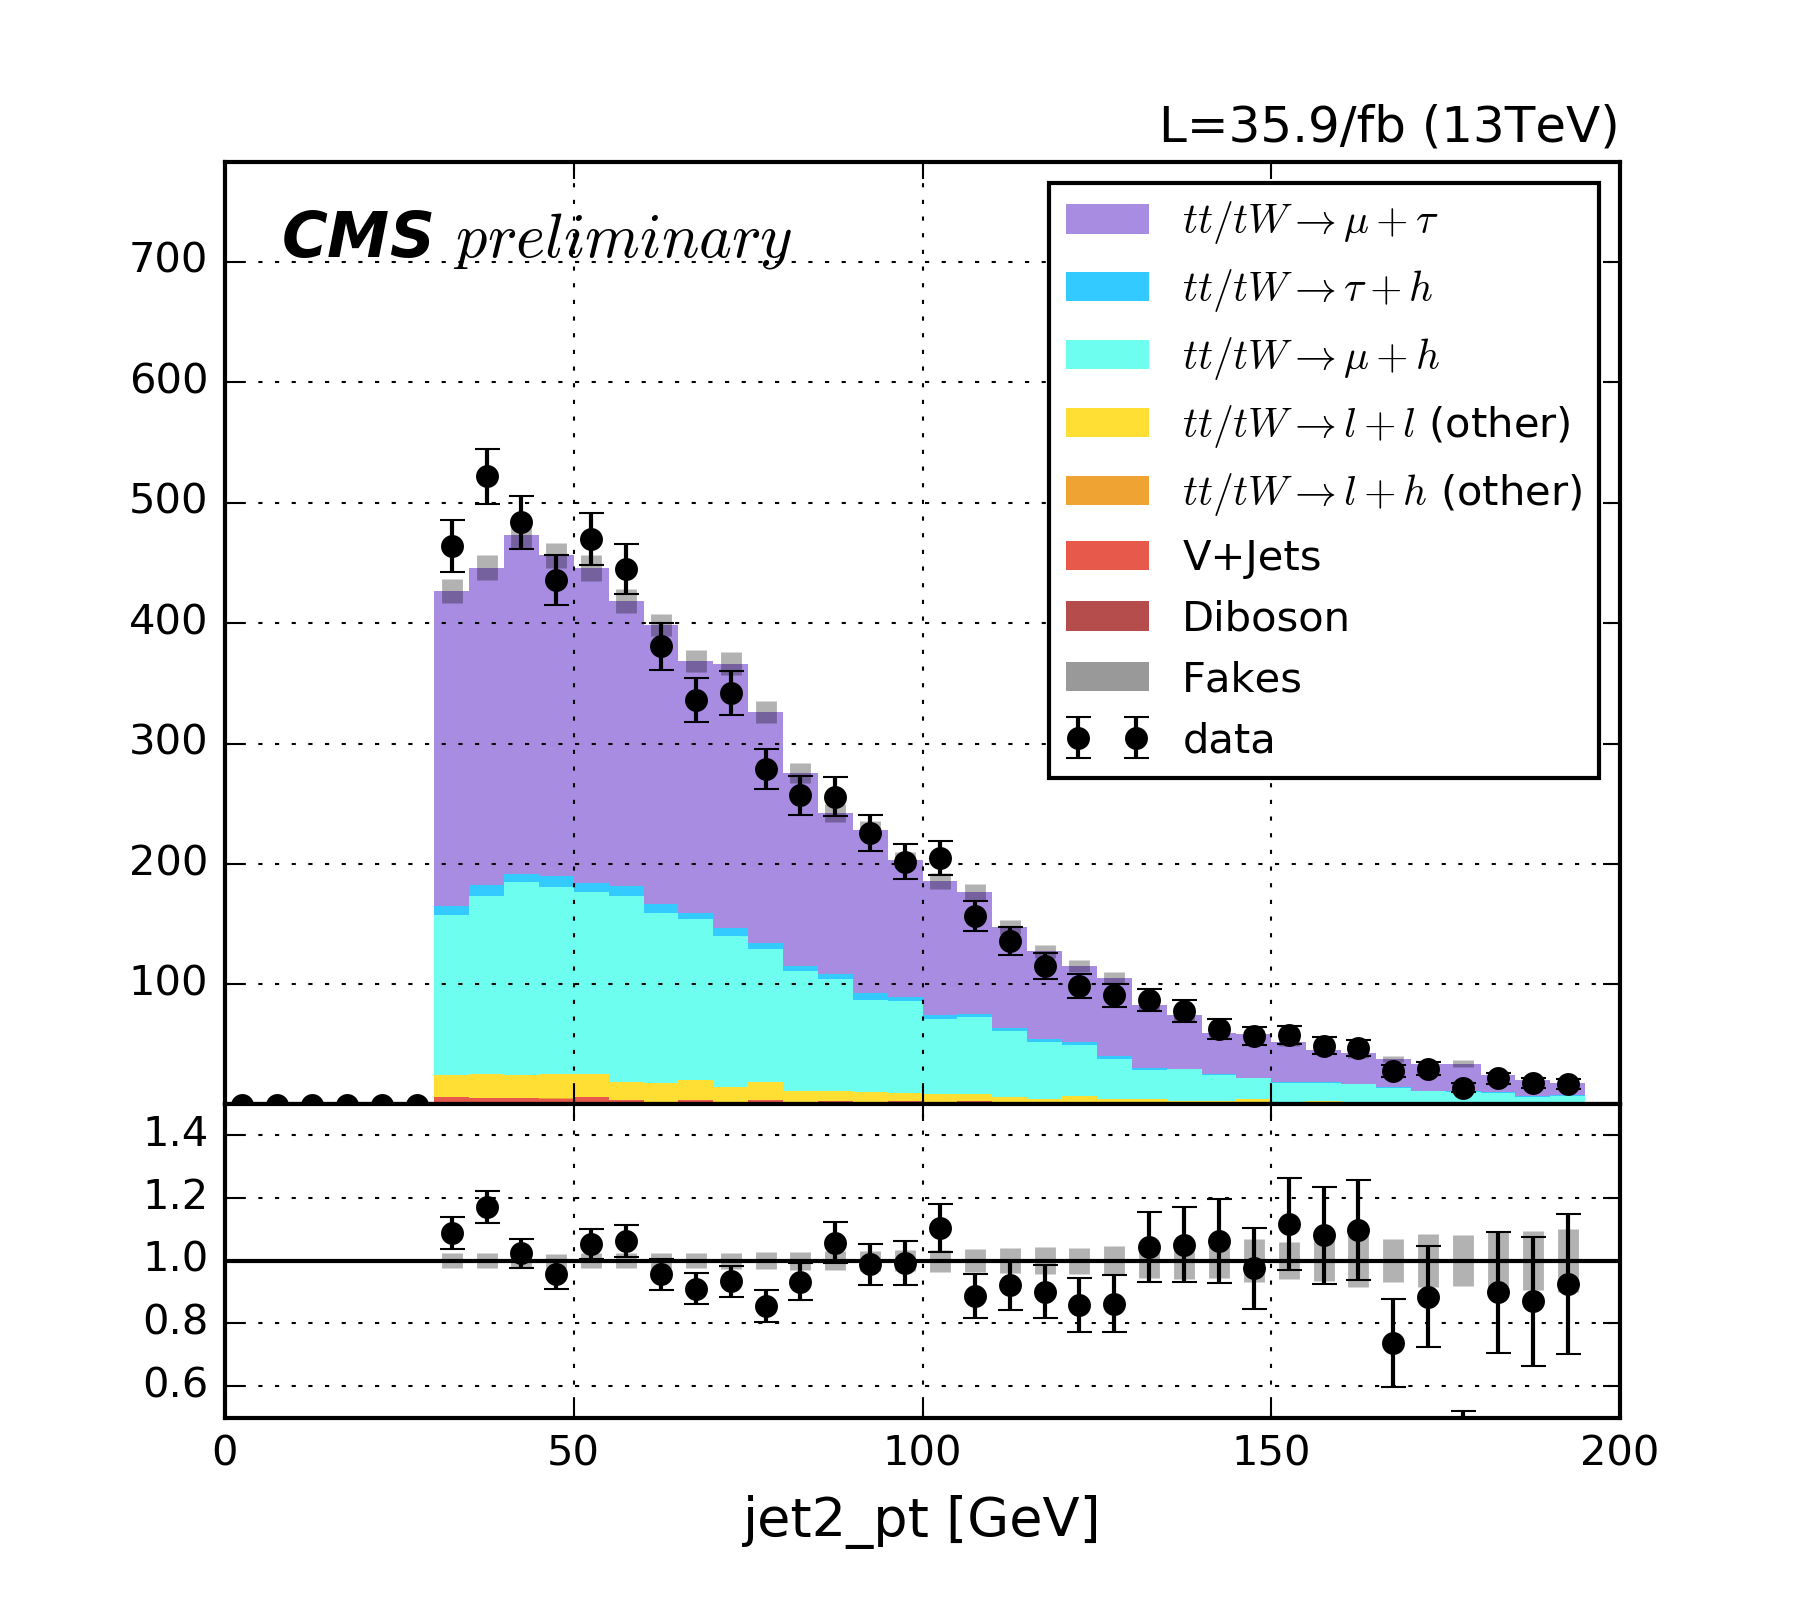 L=35.9/fb (13TeV)
CMS preliminary
700
600
500
400
300
200
100
tt/tW→μ+τ
tt/tW→τ+h
tt/tW→μ+h
tt/tW→l+l (other)
tt/tW→l+h (other)
V+Jets
Diboson
Fakes
data
1.4
1.2
1.0
0.8
0.6
0 50 100 150 200
jet2_pt [GeV]